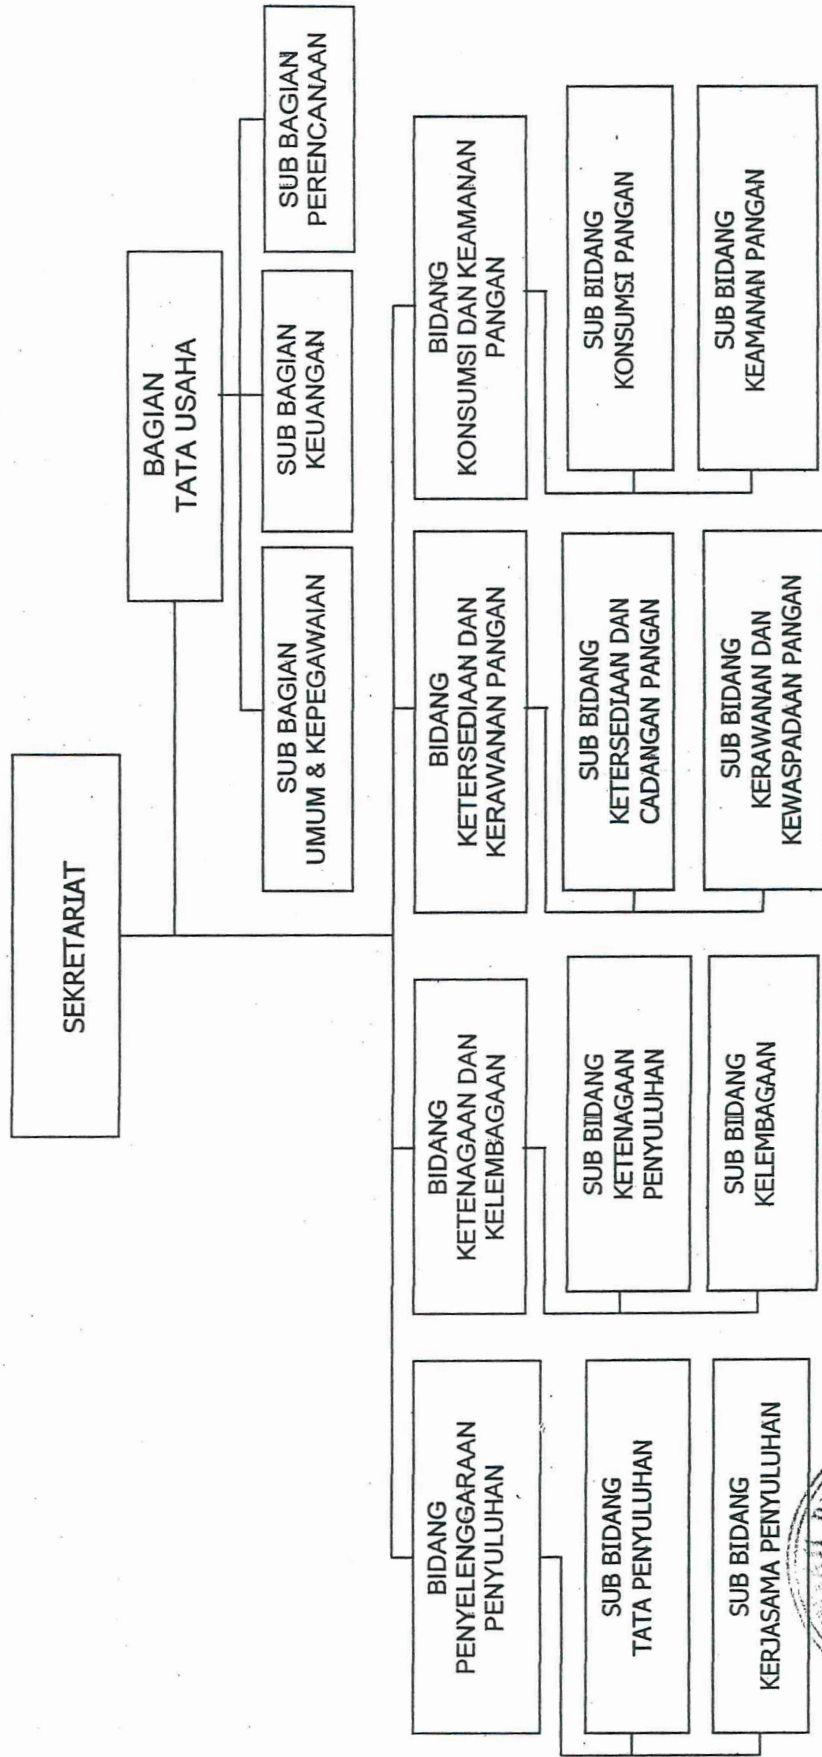 SEKRETARIAT
BAGIAN
TATA USAHA
SUB BAGIAN
UMUM & KEPEGAWAIAN
SUB BAGIAN
KEUANGAN
SUB BAGIAN
PERENCANAAN
BIDANG
PENYELENGGARAAN
PENYULUHAN
BIDANG
KETENAGAAN DAN
KELEMBAGAAN
BIDANG
KETERSEDIAAN DAN
KERAWANAN PANGAN
BIDANG
KONSUMSI DAN KEAMANAN
PANGAN
SUB BIDANG
TATA PENYULUHAN
SUB BIDANG
KETENAGAAN
PENYULUHAN
SUB BIDANG
KETERSEDIAAN DAN
CADANGAN PANGAN
SUB BIDANG
KONSUMSI PANGAN
SUB BIDANG
KERJASAMA PENYULUHAN
SUB BIDANG
KELEMBAGAAN
SUB BIDANG
KERAWANAN DAN
KEWASPADAAN PANGAN
SUB BIDANG
KEAMANAN PANGAN